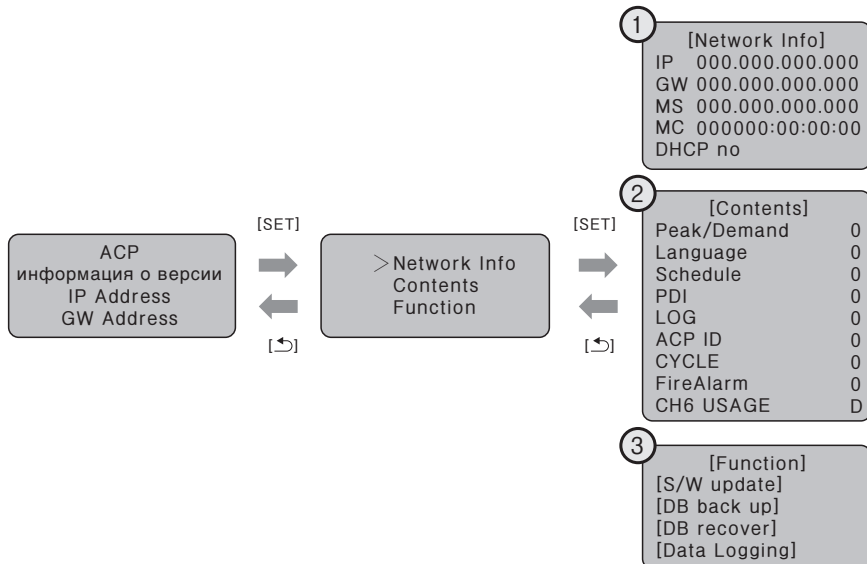 ACP
информация о версии
IP Address
GW Address
[SET]
[⮌]
>Network Info
Contents
Function
[SET]
[⮌]
1
[Network Info]
IP 000.000.000.000
GW 000.000.000.000
MS 000.000.000.000
MC 000000:00:00:00
DHCP no
2
[Contents]
Peak/Demand 0
Language 0
Schedule 0
PDI 0
LOG 0
ACP ID 0
CYCLE 0
FireAlarm 0
CH6 USAGE D
3
[Function]
[S/W update]
[DB back up]
[DB recover]
[Data Logging]